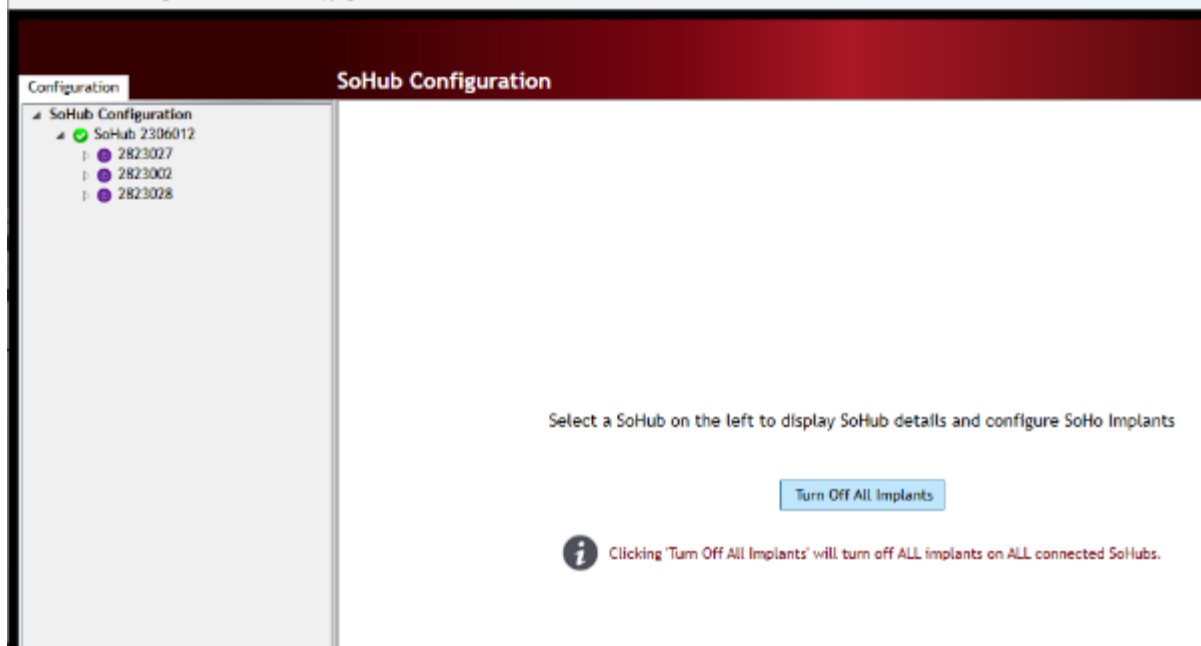 SoHub Configuration
Configuration
SoHub Configuration
SoHub 2306012
2823027
2823002
2823028
Select a SoHub on the left to display SoHub details and configure SoHo Implants
Turn Off All Implants
Clicking 'Turn Off All Implants' will turn off ALL implants on ALL connected SoHubs.